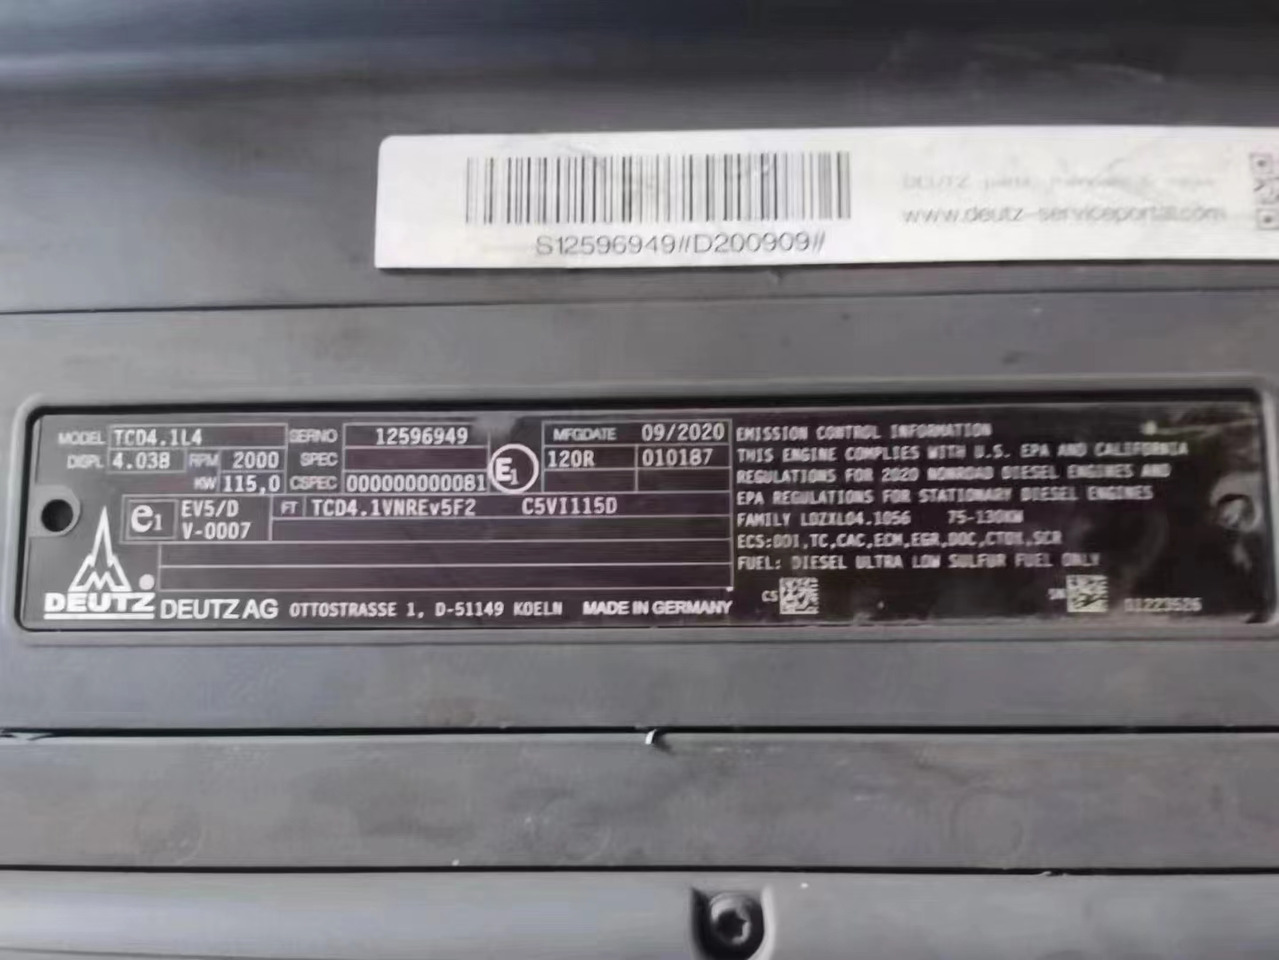 S12596949//D200909//
www.deutz-serviceportal.com
MODEL TCD4.1L4 SERNO 12596949 MFGDATE 09/2020
DISPL 4.038 RPM 2000 SPEC E1 120R 010187
KW 115,0 CSPEC 000000000081
e1 EV5/D FT TCD4.1VNREv5F2 C5VI115D
V-0007
DEUTZ DEUTZ AG OTTOSTRASSE 1, D-51149 KOELN MADE IN GERMANY
EMISSION CONTROL INFORMATION
THIS ENGINE COMPLIES WITH U.S. EPA AND CALIFORNIA
REGULATIONS FOR 2020 NONROAD DIESEL ENGINES AND
EPA REGULATIONS FOR STATIONARY DIESEL ENGINES
FAMILY LDZXL04.1056 75-130KW
ECS:DDI,TC,CAC,ECM,EGR,DOC,CTOX,SCR
FUEL: DIESEL ULTRA LOW SULFUR FUEL ONLY
CS SN 01223526